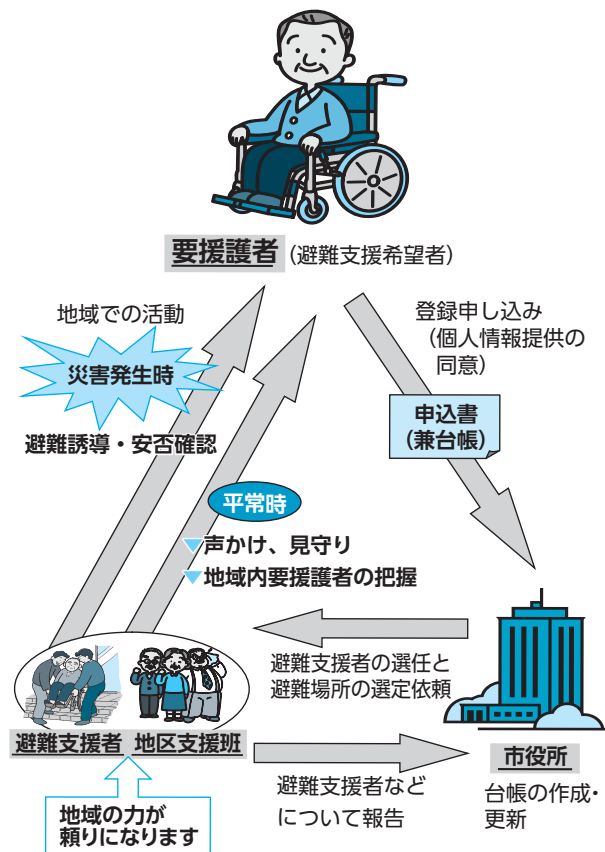 要援護者 (避難支援希望者)
地域での活動
災害発生時
避難誘導・安否確認
登録申し込み
(個人情報提供の
同意)
申込書
(兼台帳)
平常時
▼声かけ、見守り
▼地域内要援護者の把握
避難支援者の選任と
避難場所の選定依頼
避難支援者 地区支援班
地域の力が
頼りになります
避難支援者など
について報告
市役所
台帳の作成・
更新